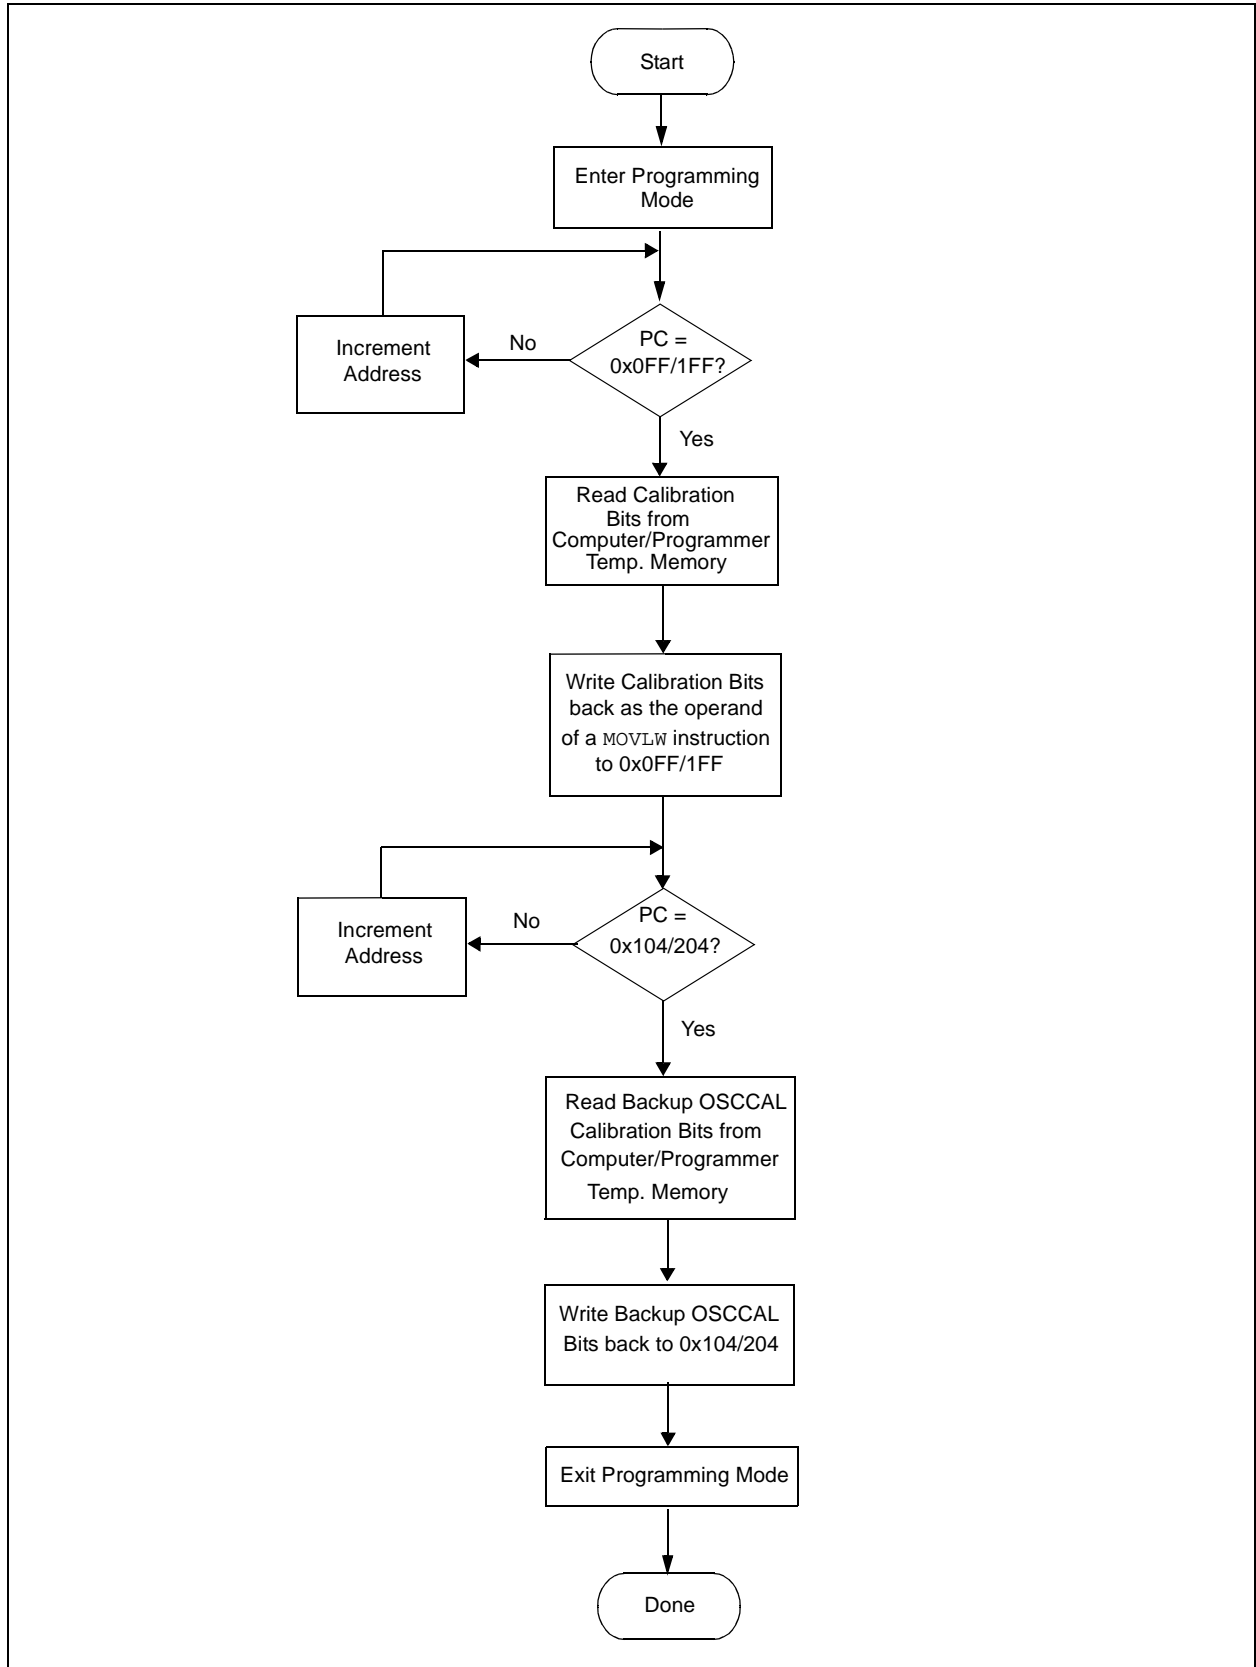 Start
Enter Programming
Mode
No
PC =
0x0FF/1FF?
Increment
Address
Yes
Read Calibration
Bits from
Computer/Programmer
Temp. Memory
Write Calibration Bits
back as the operand
of a MOVLW instruction
to 0x0FF/1FF
No
PC =
0x104/204?
Increment
Address
Yes
Read Backup OSCCAL
Calibration Bits from
Computer/Programmer
Temp. Memory
Write Backup OSCCAL
Bits back to 0x104/204
Exit Programming Mode
Done